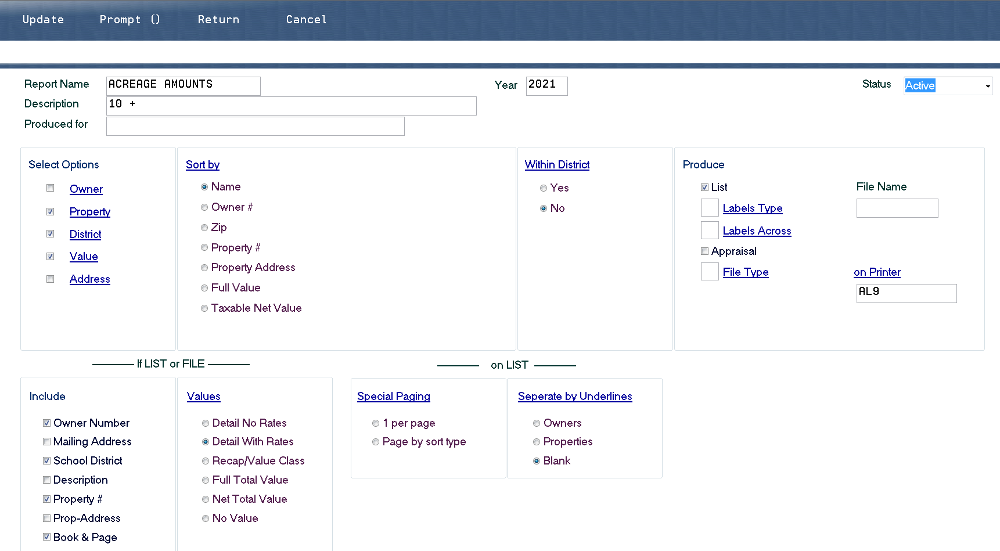 Update Prompt () Return Cancel
Report Name ACREAGE AMOUNTS Year 2021 Status Active
Description 10 +
Produced for
Select Options
Owner
Property
District
Value
Address
Sort by
Name
Owner #
Zip
Property #
Property Address
Full Value
Taxable Net Value
Within District
Yes
No
Produce
List
Labels Type
Labels Across
Appraisal
File Type
File Name
on Printer
AL9
If LIST or FILE
Include
Owner Number
Mailing Address
School District
Description
Property #
Prop-Address
Book & Page
Values
Detail No Rates
Detail With Rates
Recap/Value Class
Full Total Value
Net Total Value
No Value
on LIST
Special Paging
1 per page
Page by sort type
Seperate by Underlines
Owners
Properties
Blank